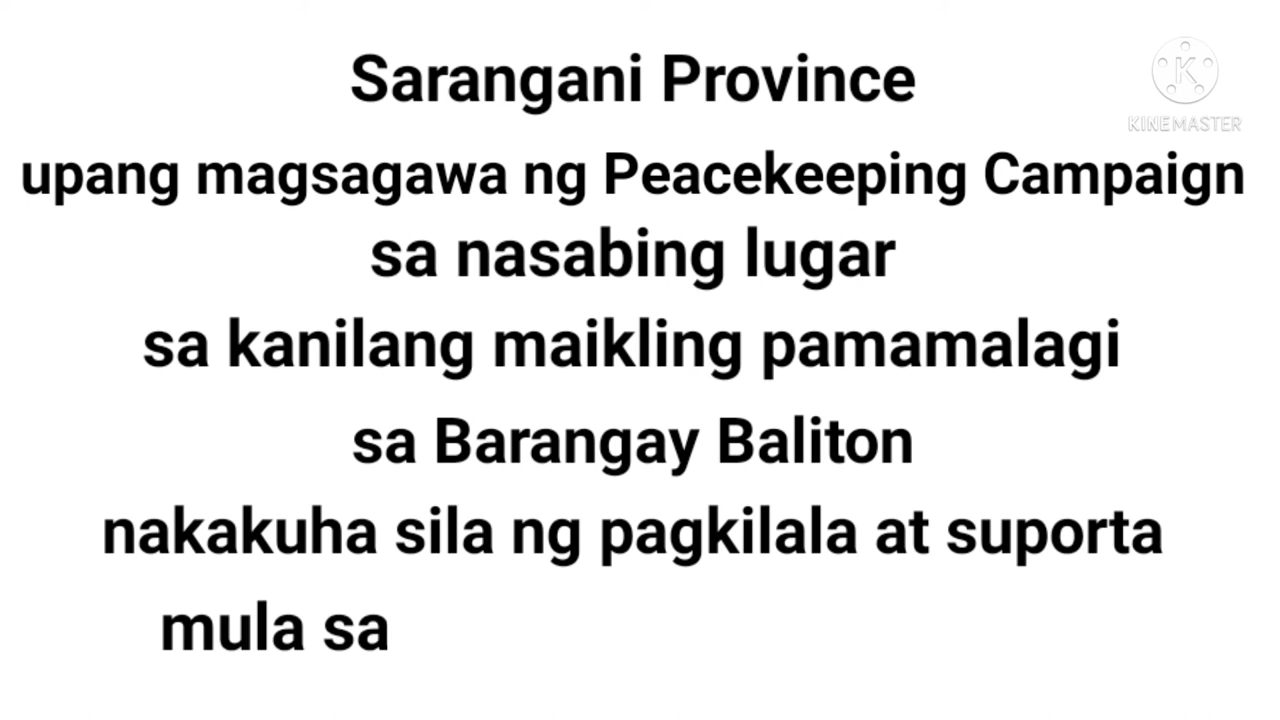 Sarangani Province
KINEMASTER
upang magsagawa ng Peacekeeping Campaign
sa nasabing lugar
sa kanilang maikling pamamalagi
sa Barangay Baliton
nakakuha sila ng pagkilala at suporta
mula sa